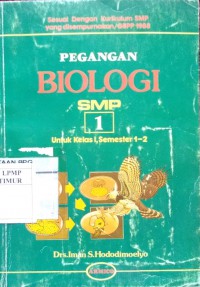 Sesuai Dengan Kurikulum SMP
yang disempurnakan/GBPP 1988
PEGANGAN
BIOLOGI
SMP
1
Untuk Kelas I, Semester 1-2
LPMP
TIMUR
Drs. Iman S. Hododimoelyo